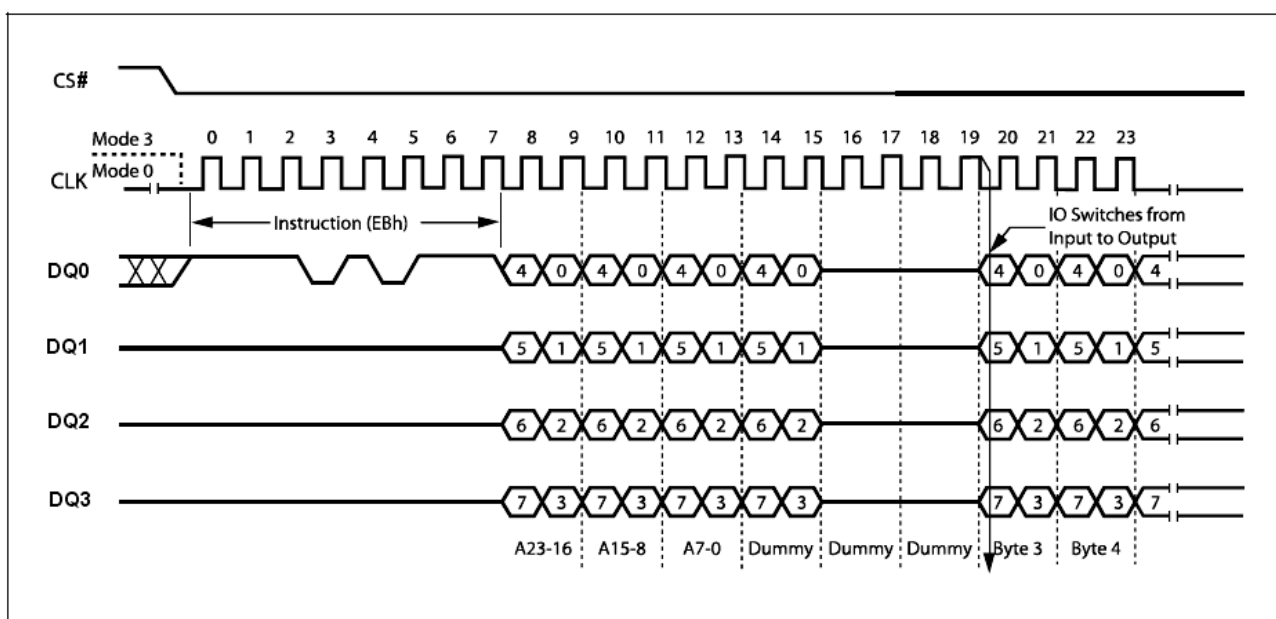 CS#
Mode 3
0 1 2 3 4 5 6 7 8 9 10 11 12 13 14 15 16 17 18 19 20 21 22 23
CLK Mode 0
Instruction (EBh)
IO Switches from
Input to Output
DQ0 4 0 4 0 4 0 4 0 4 0 4 0 4
DQ1 5 1 5 1 5 1 5 1 5 1 5 1 5
DQ2 6 2 6 2 6 2 6 2 6 2 6 2 6
DQ3 7 3 7 3 7 3 7 3 7 3 7 3 7
A23-16 A15-8 A7-0 Dummy Dummy Dummy Byte 3 Byte 4